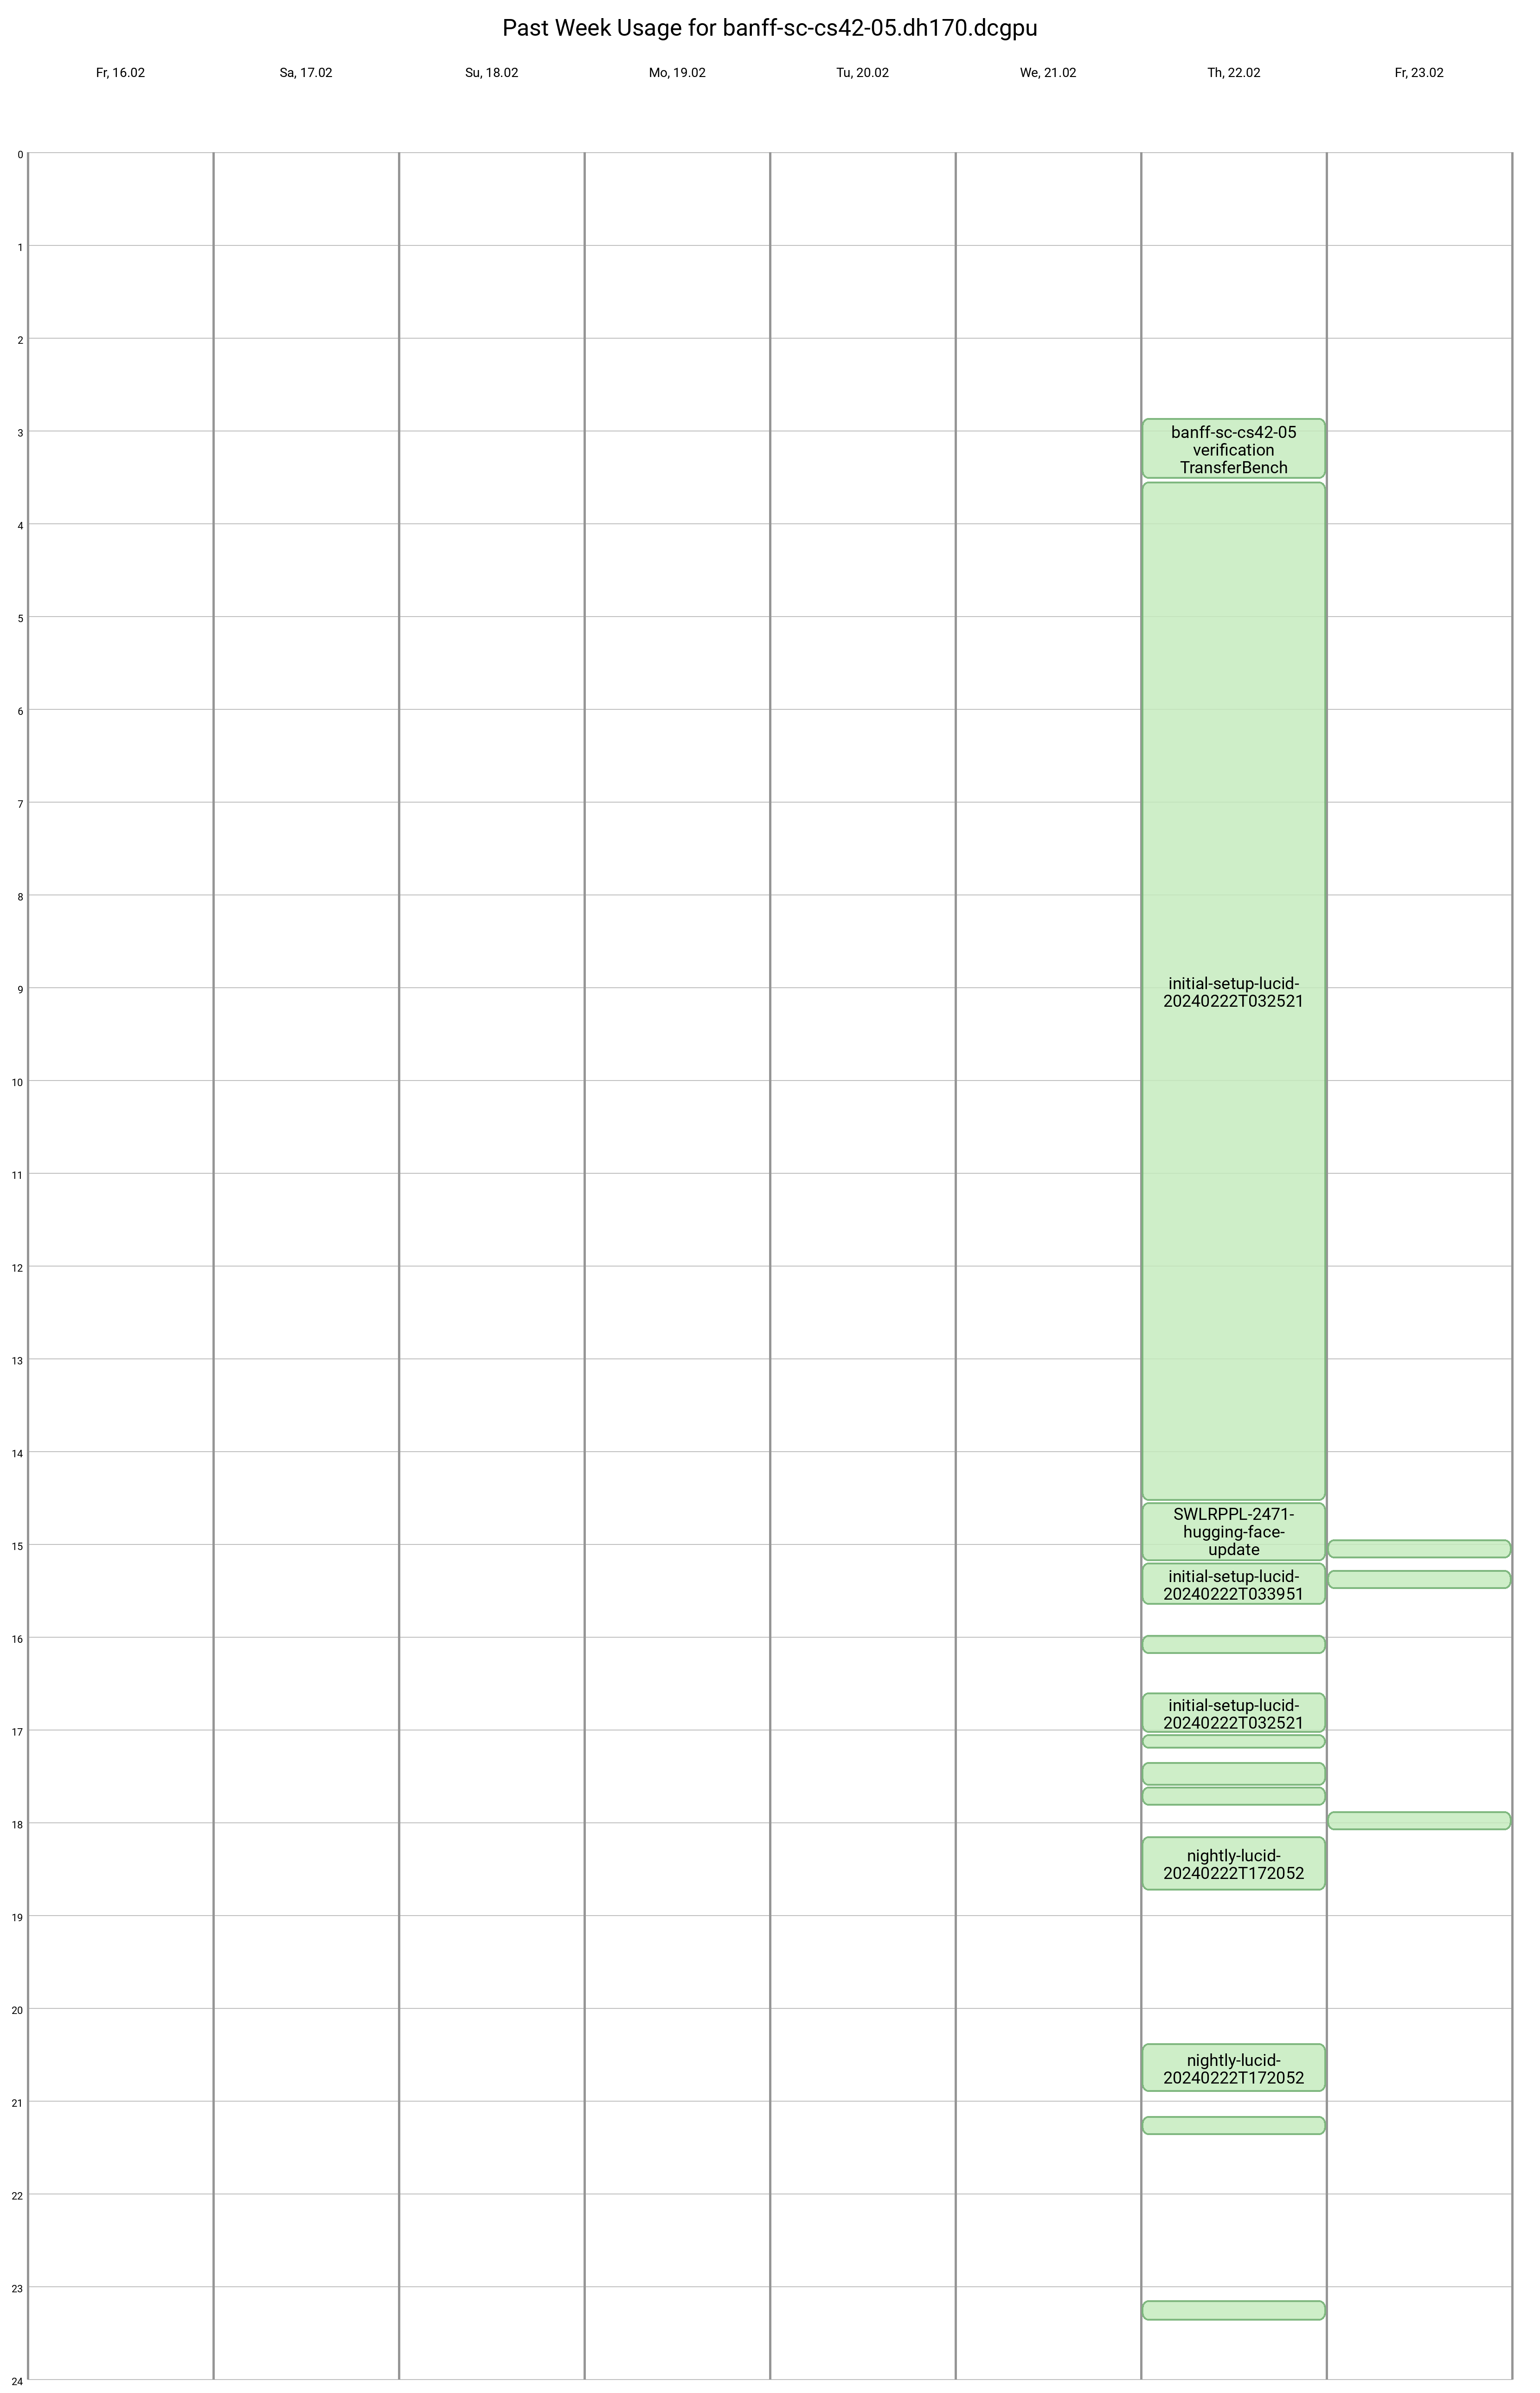 Past Week Usage for banff-sc-cs42-05.dh170.dcgpu
Fr, 16.02
Sa, 17.02
Su, 18.02
Mo, 19.02
Tu, 20.02
We, 21.02
Th, 22.02
Fr, 23.02
0
1
2
3
banff-sc-cs42-05
verification
TransferBench
4
5
6
7
8
9
initial-setup-lucid-
20240222T032521
10
11
12
13
14
SWLRPPL-2471-
hugging-face-
update
15
initial-setup-lucid-
20240222T033951
16
initial-setup-lucid-
20240222T032521
17
18
nightly-lucid-
20240222T172052
19
20
nightly-lucid-
20240222T172052
21
22
23
24